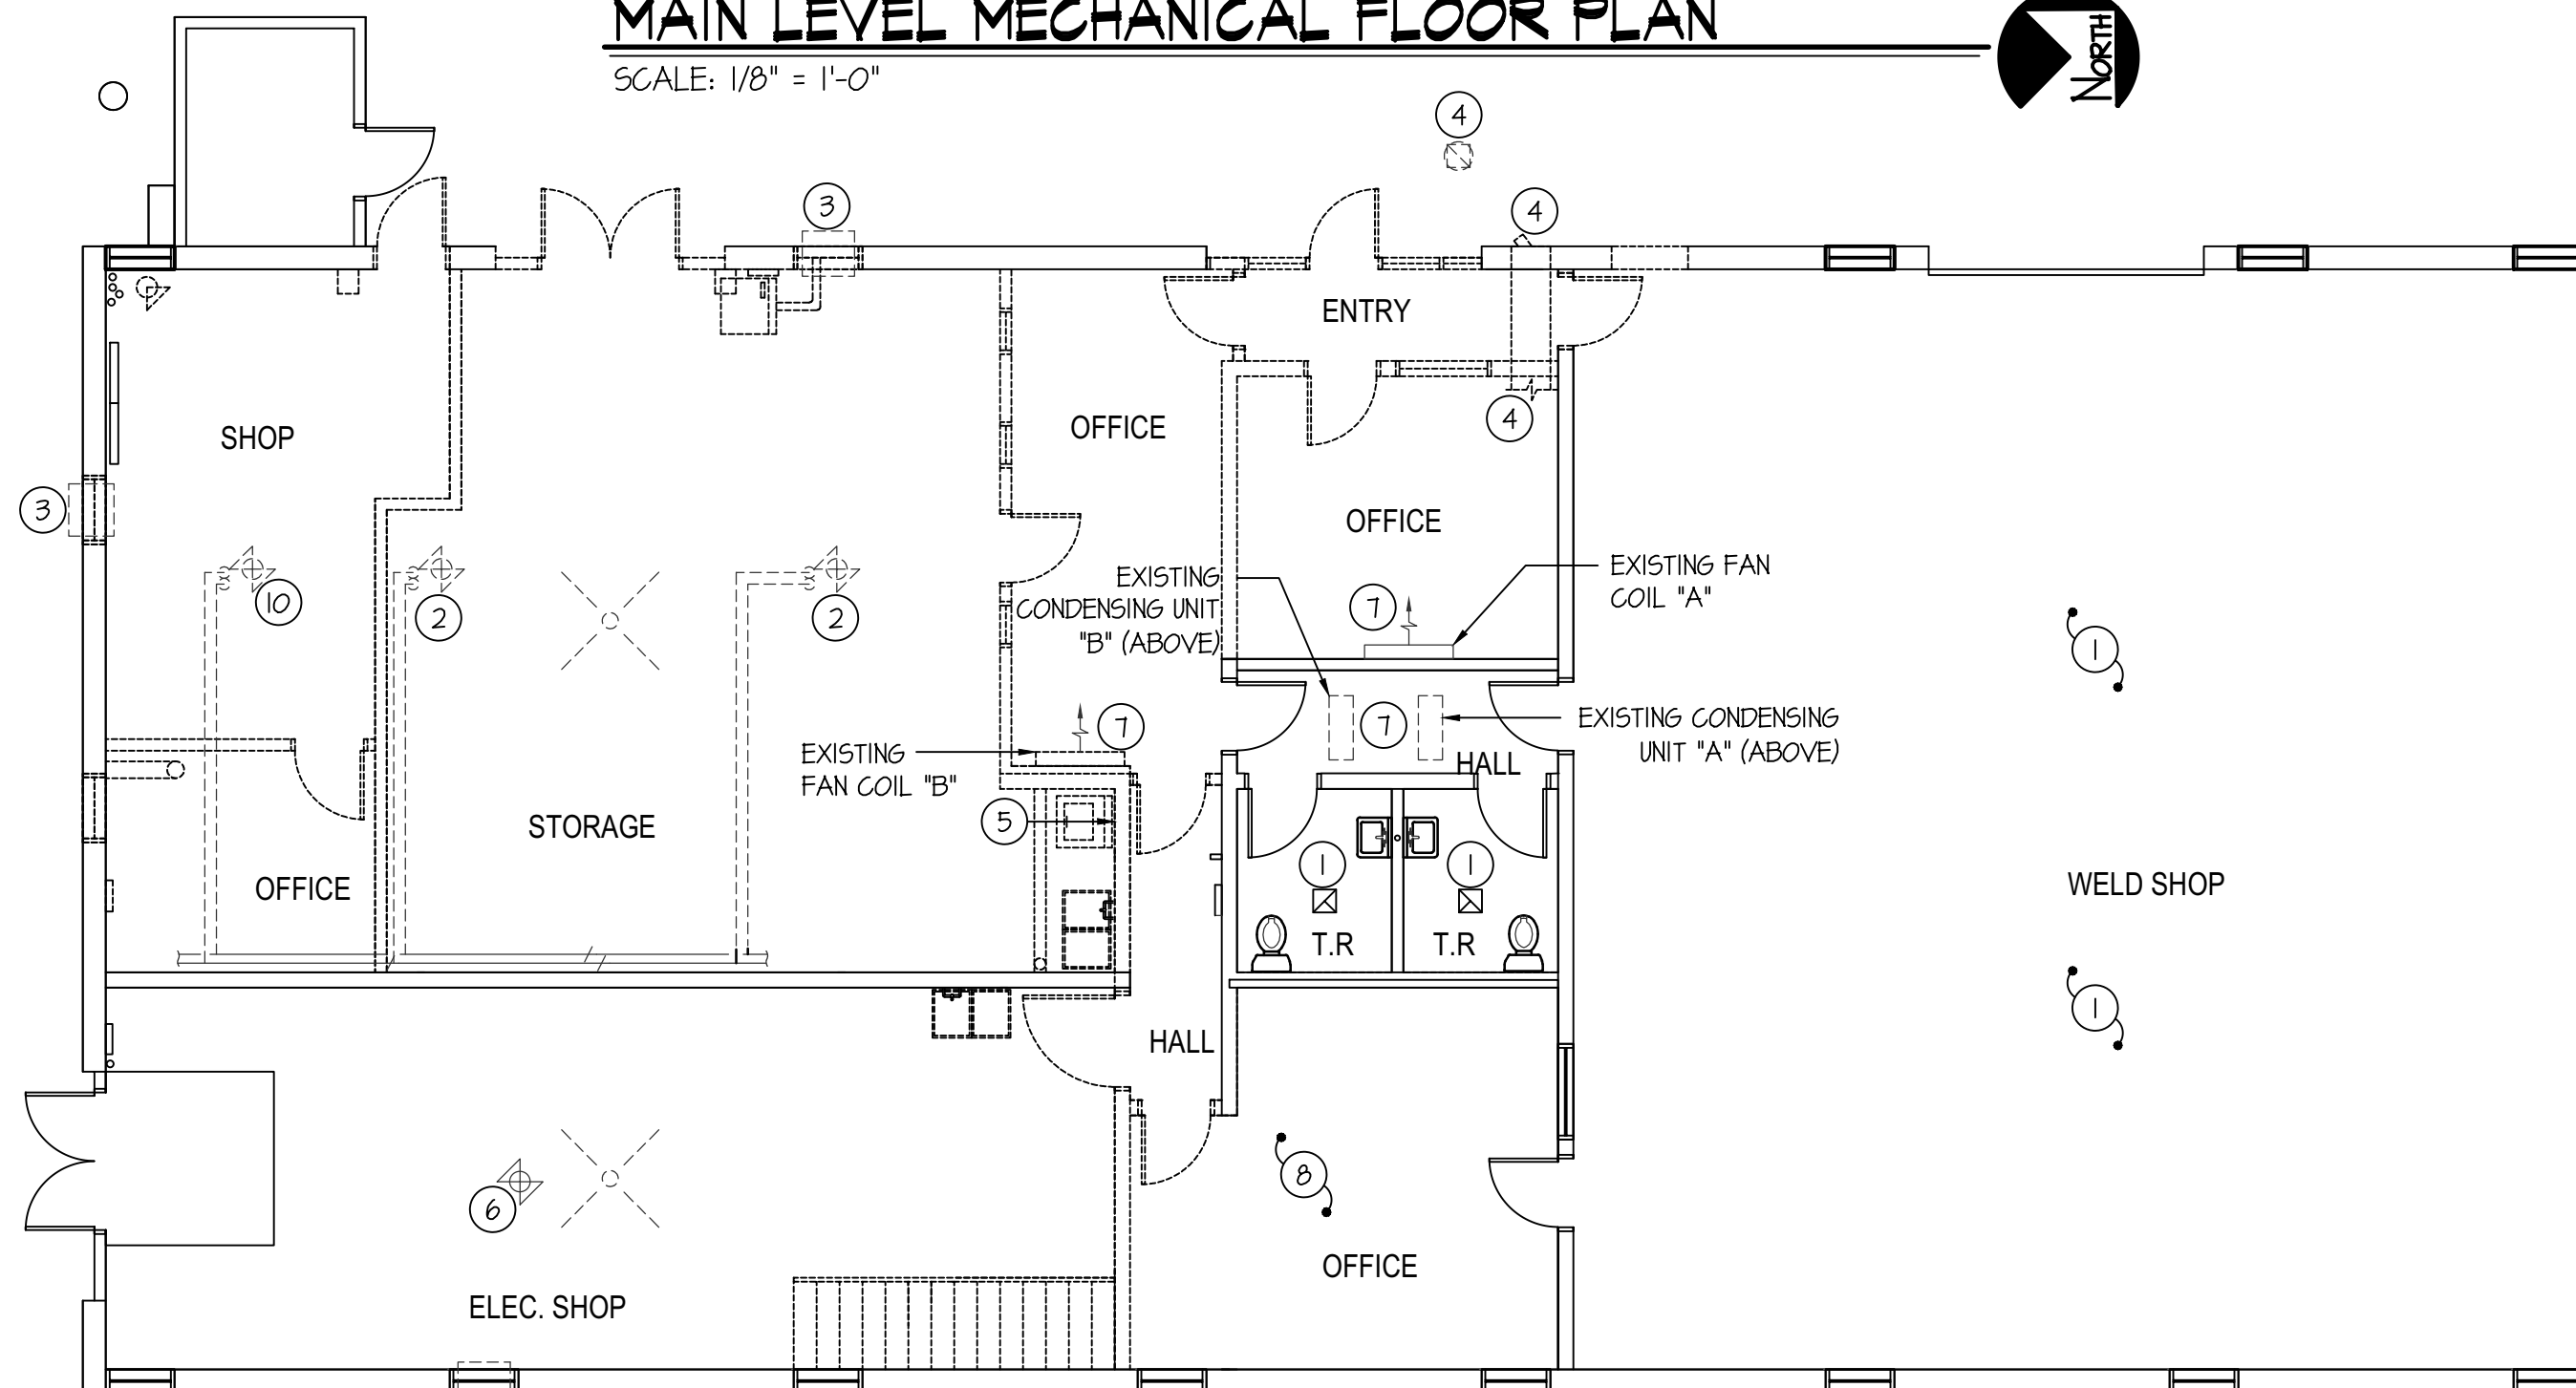 MAIN LEVEL MECHANICAL FLOOR PLAN
SCALE: 1/8" = 1'-0"
NORTH
4
3
4
ENTRY
4
OFFICE
SHOP
3
OFFICE
EXISTING
CONDENSING UNIT
"B" (ABOVE)
EXISTING FAN
COIL "A"
10
2
2
7
1
7
7
EXISTING CONDENSING
UNIT "A" (ABOVE)
HALL
EXISTING
FAN COIL "B"
5
STORAGE
OFFICE
1
1
T.R
T.R
WELD SHOP
1
HALL
8
6
OFFICE
ELEC. SHOP